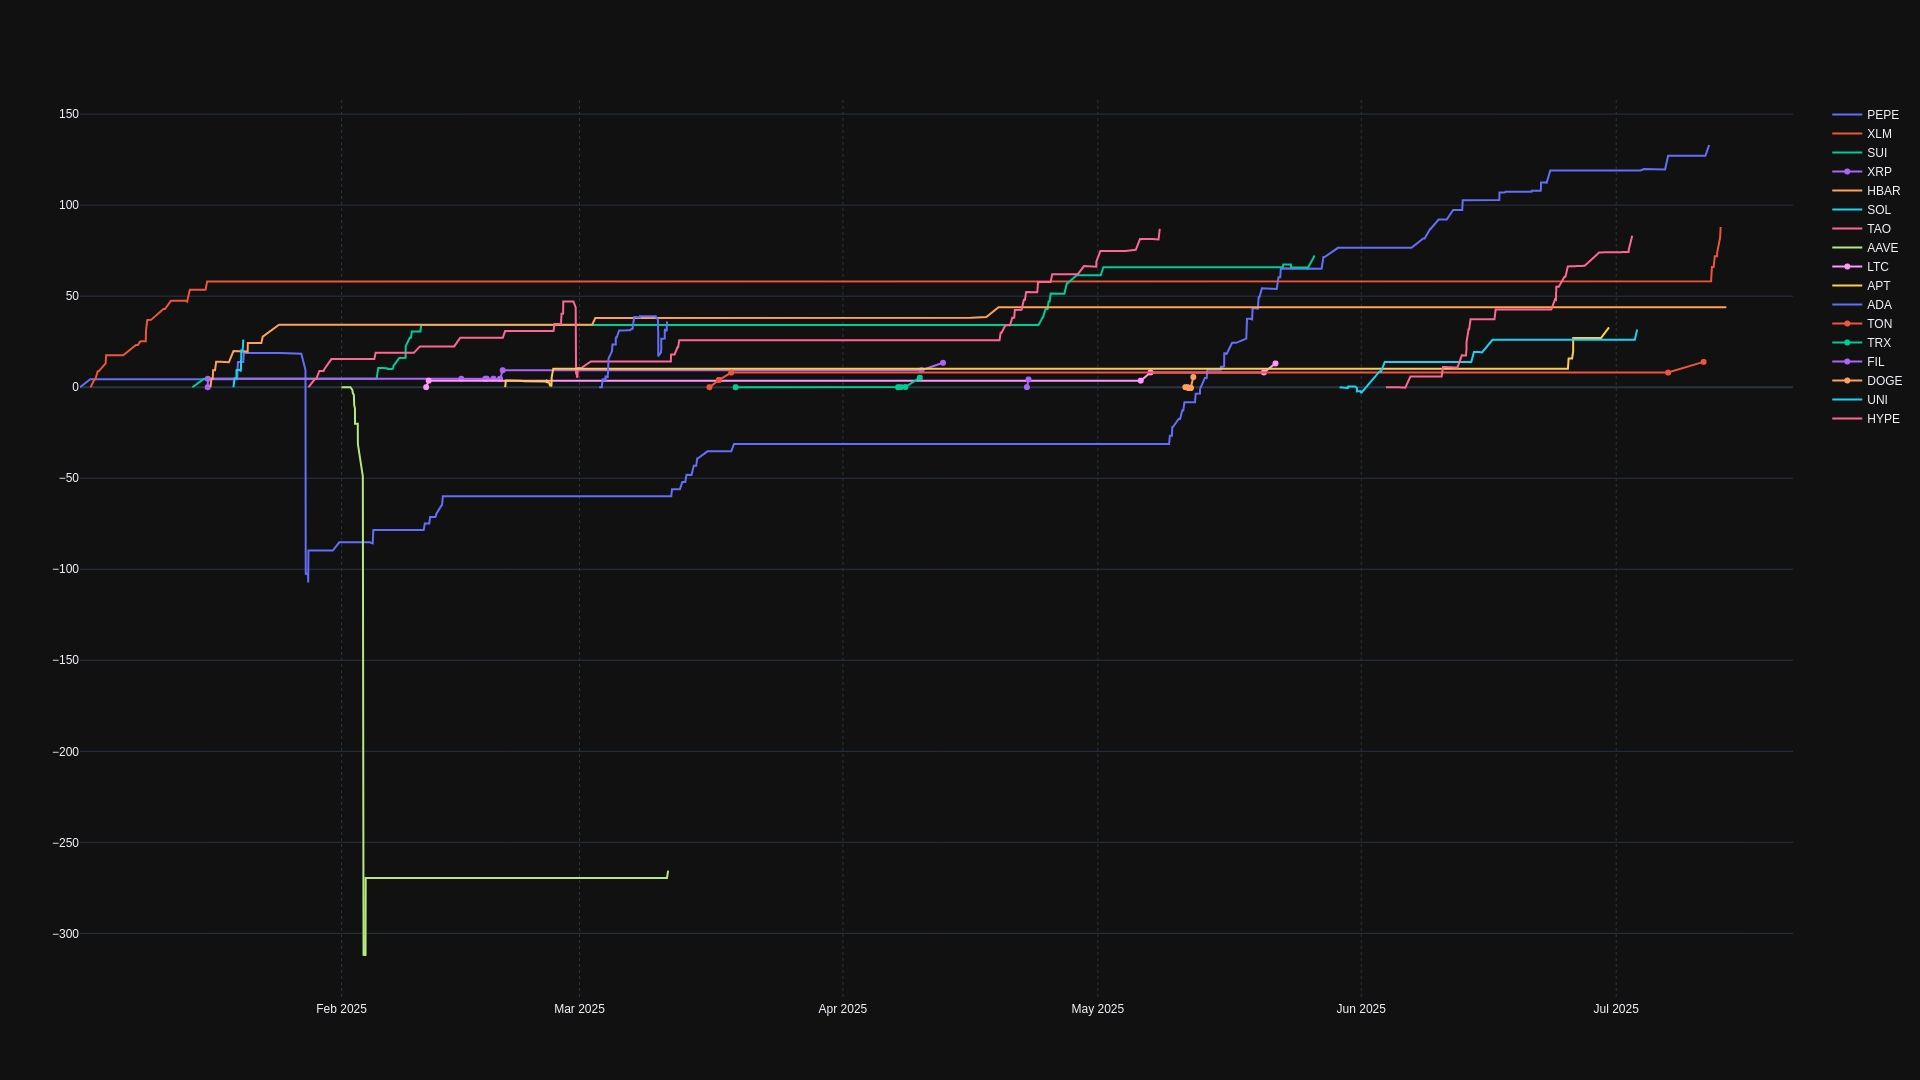 150
100
50
0
−50
−100
−150
−200
−250
−300
Feb 2025
Mar 2025
Apr 2025
May 2025
Jun 2025
Jul 2025
PEPE
XLM
SUI
XRP
HBAR
SOL
TAO
AAVE
LTC
APT
ADA
TON
TRX
FIL
DOGE
UNI
HYPE